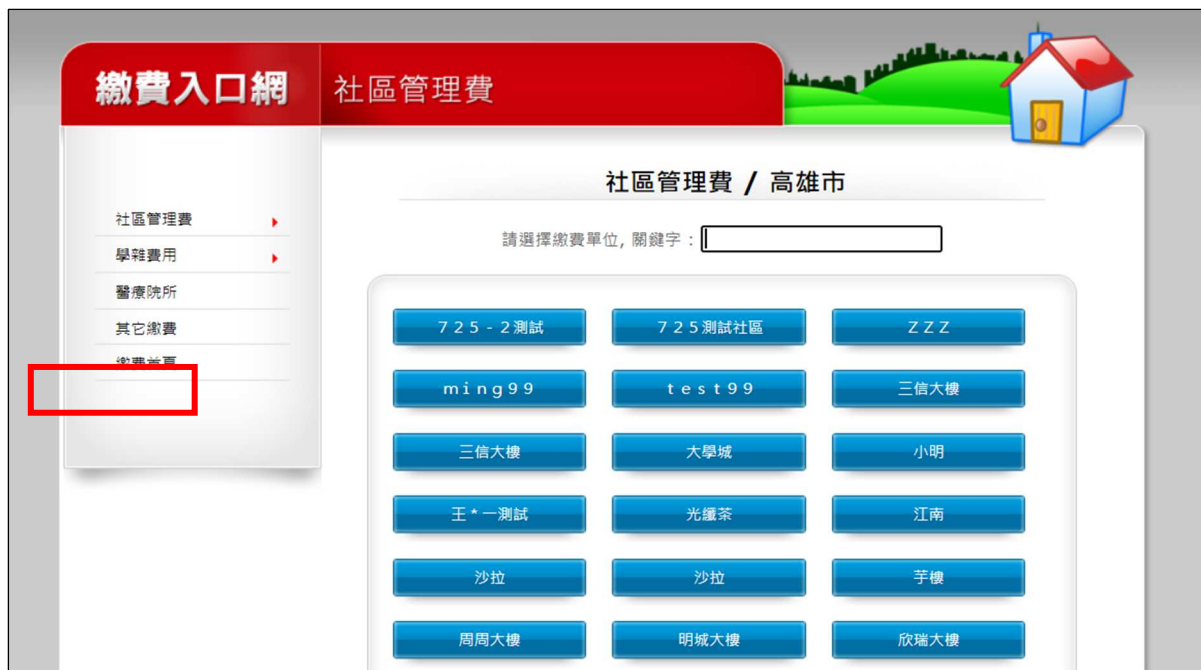 繳費入口網
社區管理費
社區管理費 / 高雄市
請選擇繳費單位, 關鍵字：
社區管理費
學雜費用
醫療院所
其它繳費
繳費首頁
７２５-２測試
７２５測試社區
ＺＺＺ
ｍｉｎｇ９９
ｔｅｓｔ９９
三信大樓
三信大樓
大學城
小明
王*一測試
光纖茶
江南
沙拉
沙拉
芋樓
周周大樓
明城大樓
欣瑞大樓